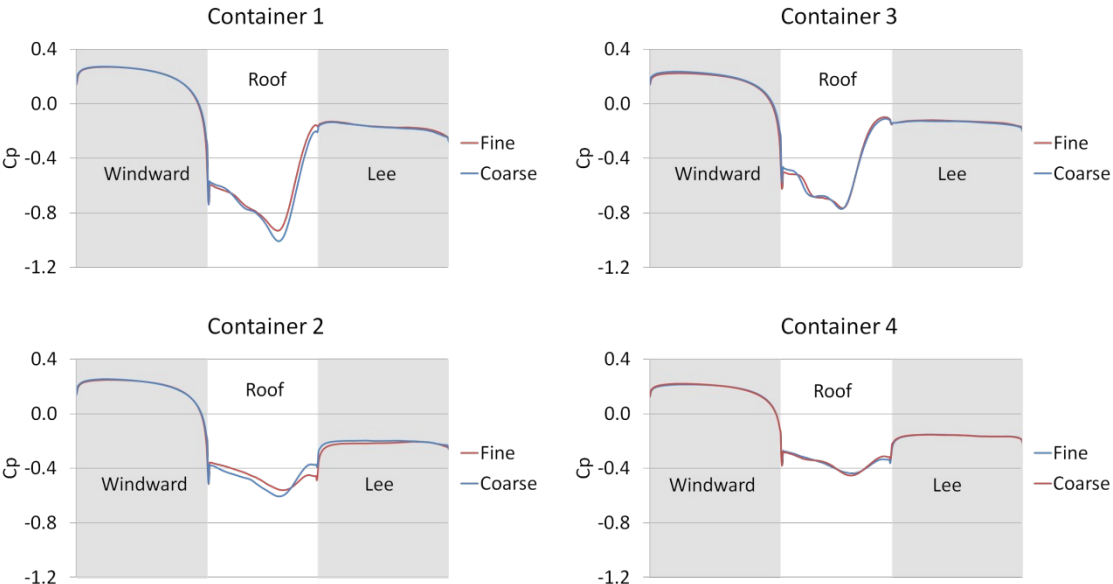 Container 1
0.4
0.0
-0.4
-0.8
-1.2
Cp
Roof
Windward
Lee
Fine
Coarse
Container 3
0.4
0.0
-0.4
-0.8
-1.2
Cp
Roof
Windward
Lee
Fine
Coarse
Container 2
0.4
0.0
-0.4
-0.8
-1.2
Cp
Roof
Windward
Lee
Fine
Coarse
Container 4
0.4
0.0
-0.4
-0.8
-1.2
Cp
Roof
Windward
Lee
Fine
Coarse